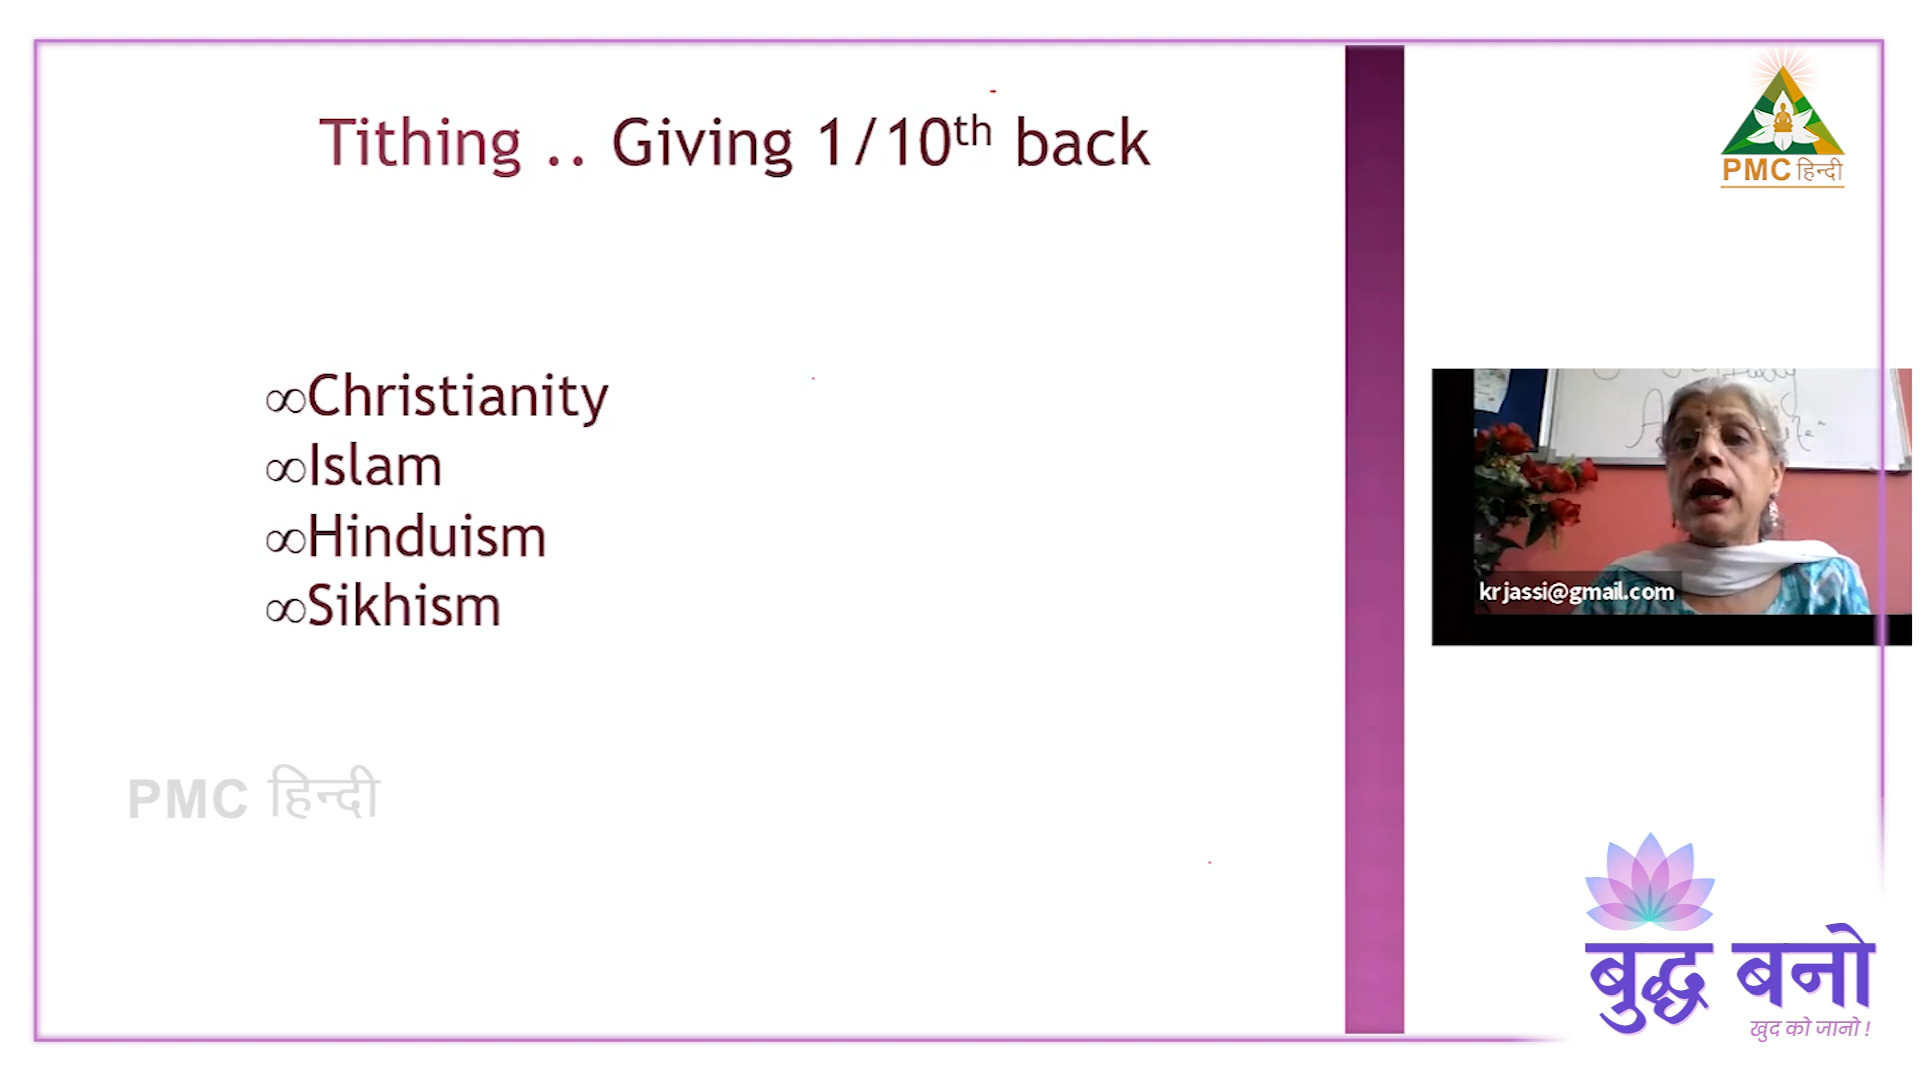 Tithing .. Giving 1/10th back
PMC हिन्दी
∞Christianity
∞Islam
∞Hinduism
∞Sikhism
krjassi@gmail.com
PMC हिन्दी
बुद्ध बनो
खुद को जानो !